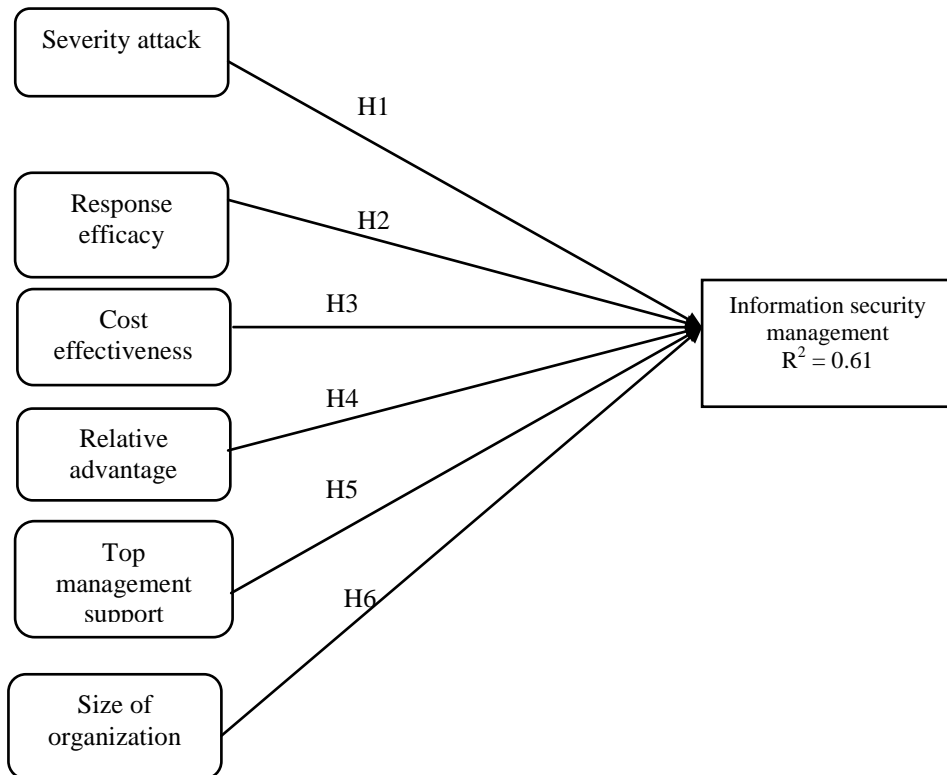 Severity attack
H1
Response
efficacy
H2
Cost
effectiveness
H3
Information security
management
R² = 0.61
Relative
advantage
H4
Top
management
support
H5
H6
Size of
organization